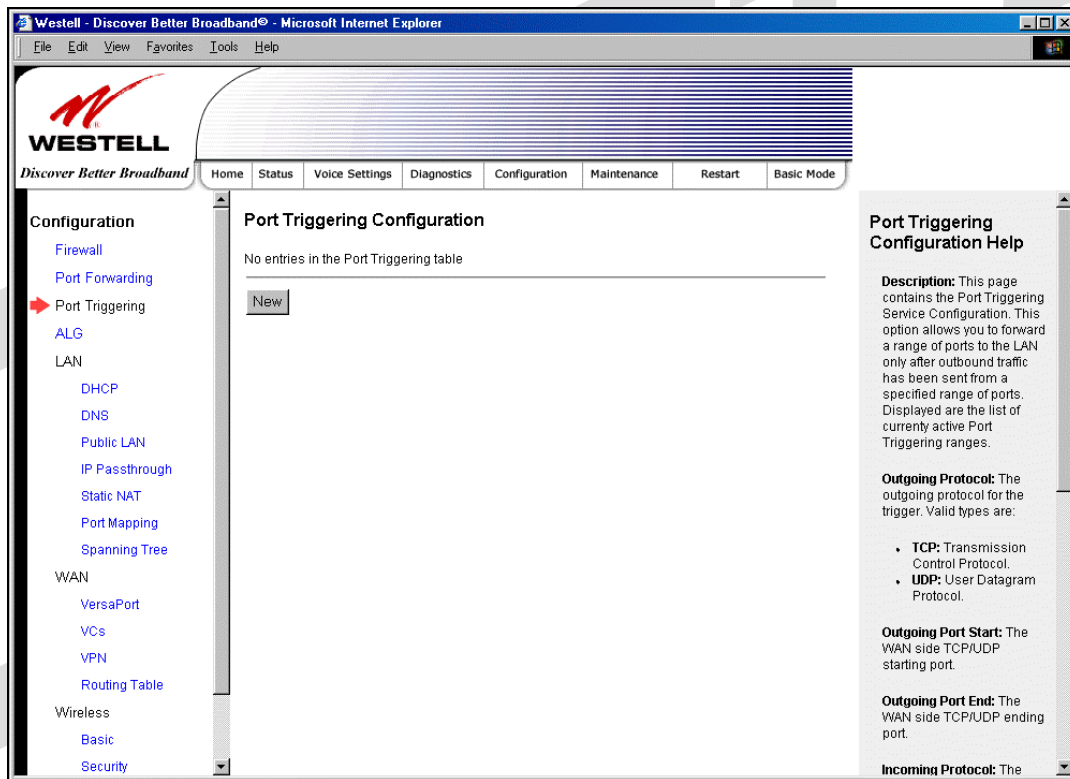 Westell - Discover Better Broadband® - Microsoft Internet Explorer
File Edit View Favorites Tools Help
WESTELL
Discover Better Broadband
Home Status Voice Settings Diagnostics Configuration Maintenance Restart Basic Mode
Configuration
Firewall
Port Forwarding
Port Triggering
ALG
LAN
DHCP
DNS
Public LAN
IP Passthrough
Static NAT
Port Mapping
Spanning Tree
WAN
VersaPort
VCs
VPN
Routing Table
Wireless
Basic
Security
Port Triggering Configuration
No entries in the Port Triggering table
New
Port Triggering
Configuration Help
Description: This page
contains the Port Triggering
Service Configuration. This
option allows you to forward
a range of ports to the LAN
only after outbound traffic
has been sent from a
specified range of ports.
Displayed are the list of
currently active Port
Triggering ranges.
Outgoing Protocol: The
outgoing protocol for the
trigger. Valid types are:
• TCP: Transmission
Control Protocol.
• UDP: User Datagram
Protocol.
Outgoing Port Start: The
WAN side TCP/UDP
starting port.
Outgoing Port End: The
WAN side TCP/UDP ending
port.
Incoming Protocol: The